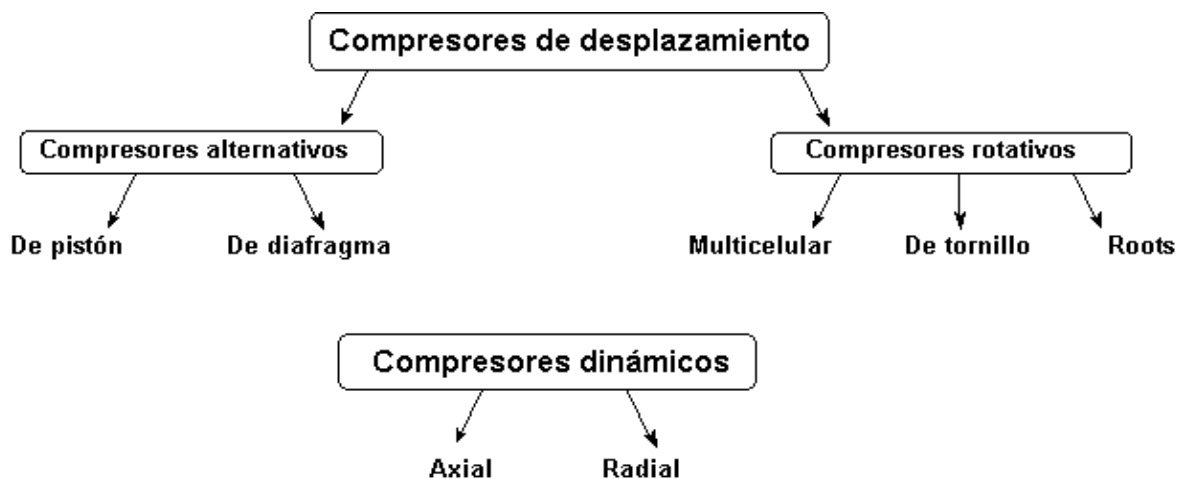 Compresores de desplazamiento
Compresores alternativos
Compresores rotativos
De pistón
De diafragma
Multicelular
De tornillo
Roots
Compresores dinámicos
Axial
Radial